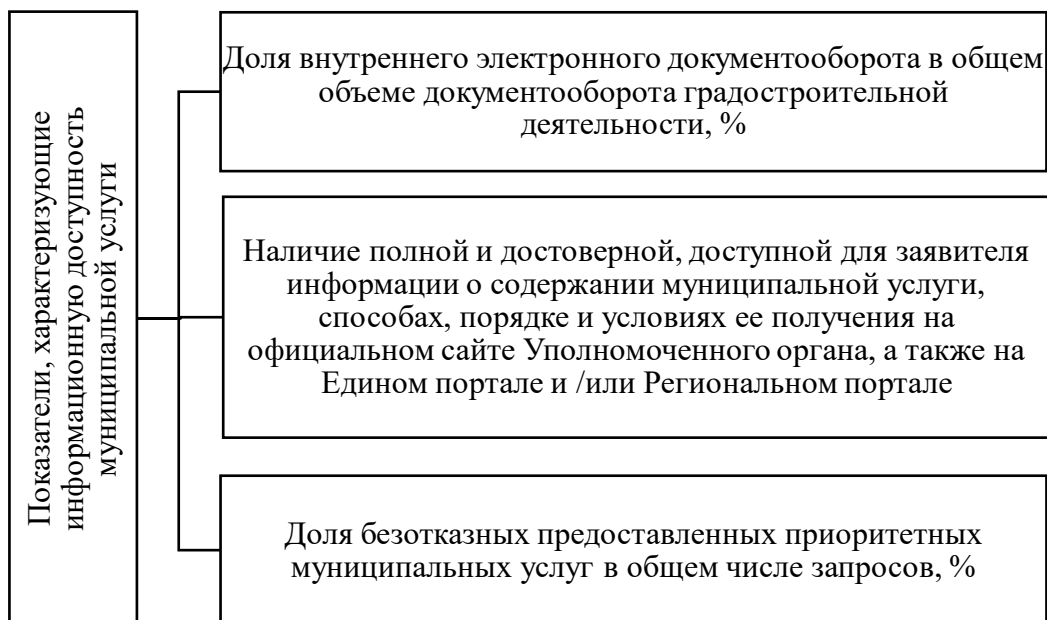 Показатели, характеризующие
информационную доступность
муниципальной услуги
Доля внутреннего электронного документооборота в общем
объеме документооборота градостроительной
деятельности, %
Наличие полной и достоверной, доступной для заявителя
информации о содержании муниципальной услуги,
способах, порядке и условиях ее получения на
официальном сайте Уполномоченного органа, а также на
Едином портале и /или Региональном портале
Доля безотказных предоставленных приоритетных
муниципальных услуг в общем числе запросов, %